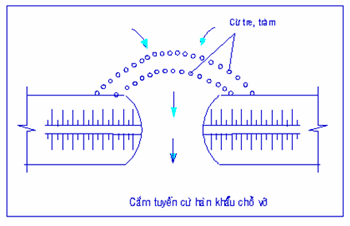 Cừ tre, tràm
Cắm tuyến cừ hàn khẩu chỗ vỡ